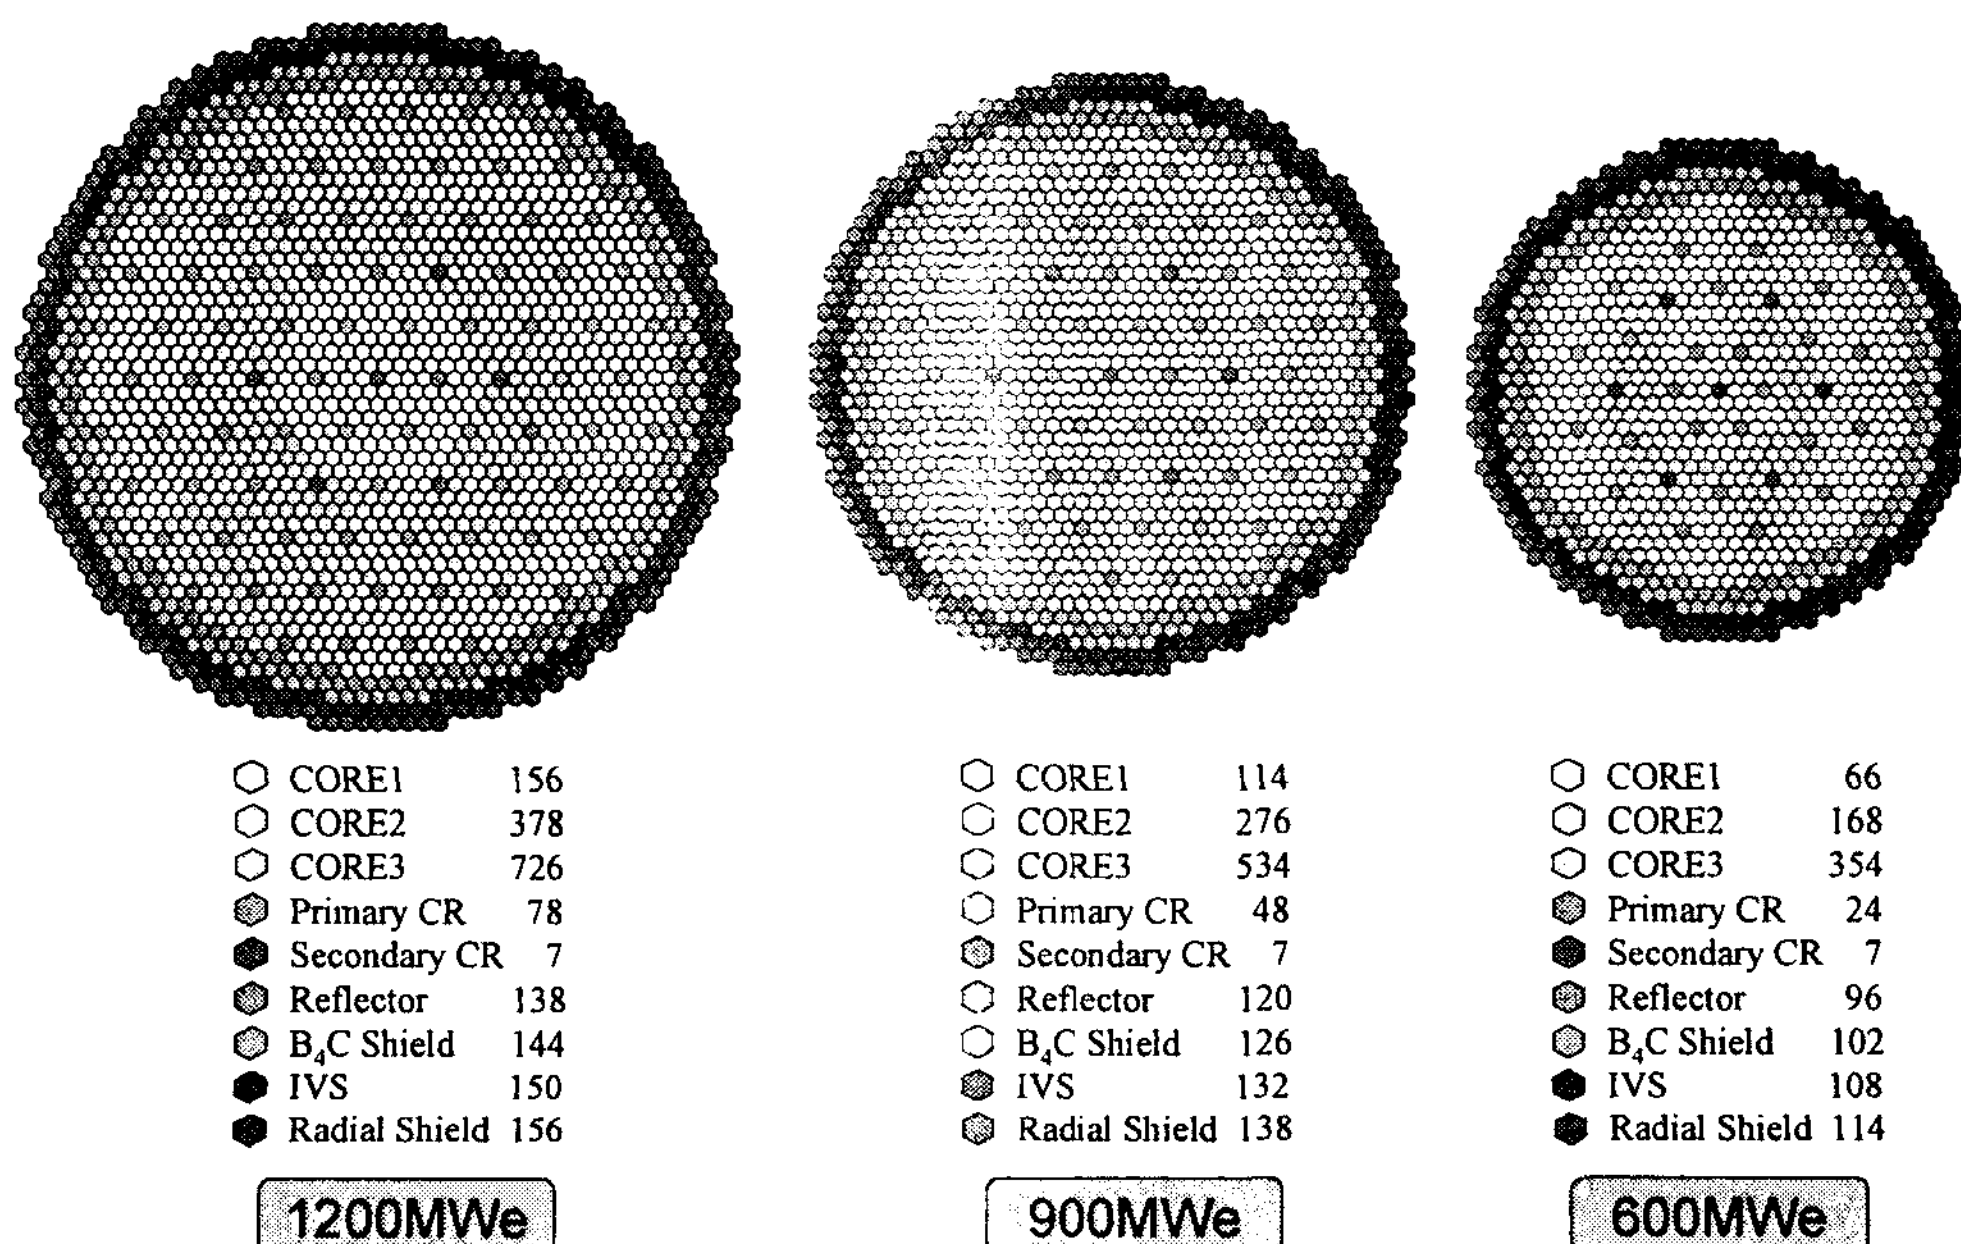 CORE1 156
CORE2 378
CORE3 726
Primary CR 78
Secondary CR 7
Reflector 138
B₄C Shield 144
IVS 150
Radial Shield 156
1200MWe
CORE1 114
CORE2 276
CORE3 534
Primary CR 48
Secondary CR 7
Reflector 120
B₄C Shield 126
IVS 132
Radial Shield 138
900MWe
CORE1 66
CORE2 168
CORE3 354
Primary CR 24
Secondary CR 7
Reflector 96
B₄C Shield 102
IVS 108
Radial Shield 114
600MWe